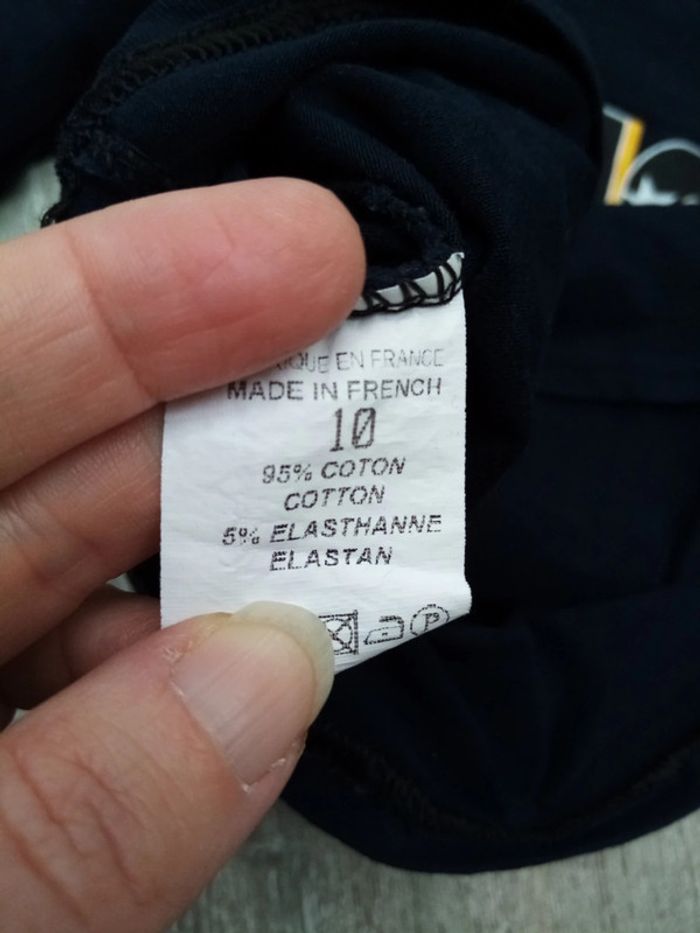 EN FRANCE
MADE IN FRENCH
10
95% COTON
COTTON
5% ELASTHANNE
ELASTAN
P